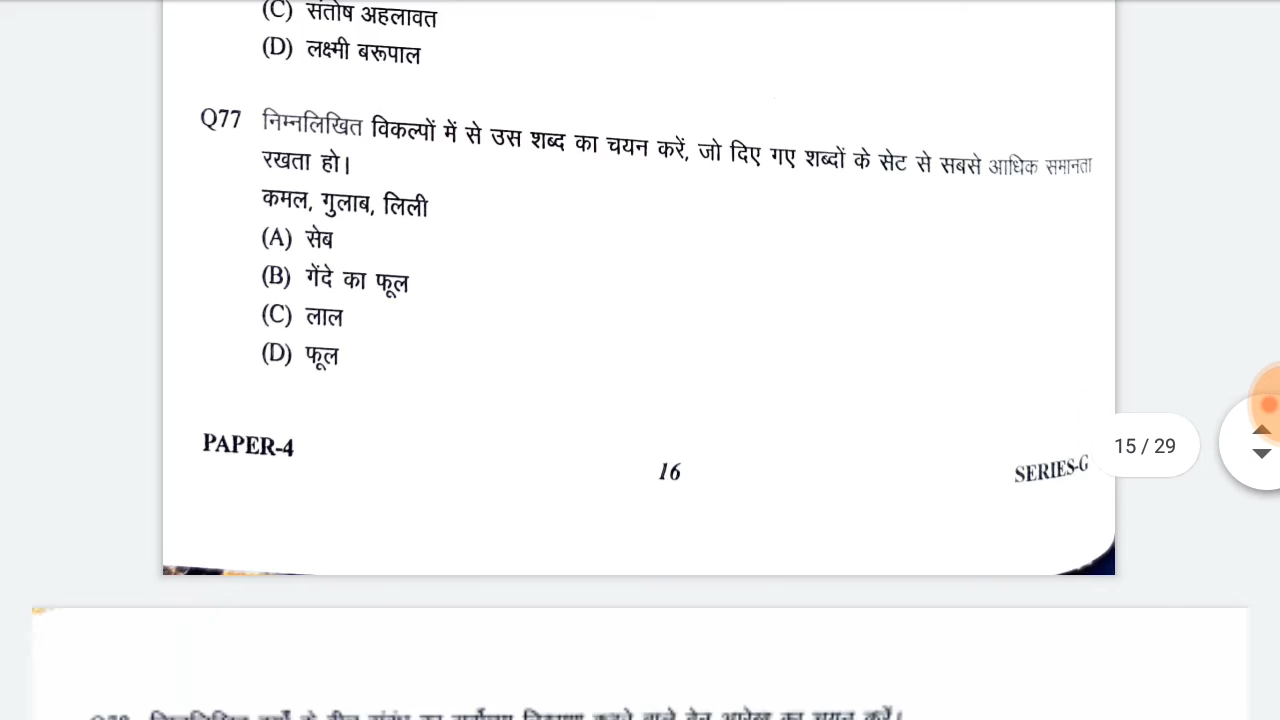 (C) संतोष अहलावत
(D) लक्ष्मी बरूपाल
Q77 निम्नलिखित विकल्पों में से उस शब्द का चयन करें, जो दिए गए शब्दों के सेट से सबसे आधिक समानता
रखता हो।
कमल, गुलाब, लिली
(A) सेब
(B) गेंदे का फूल
(C) लाल
(D) फूल
PAPER-4
16
SERIES-G
15 / 29